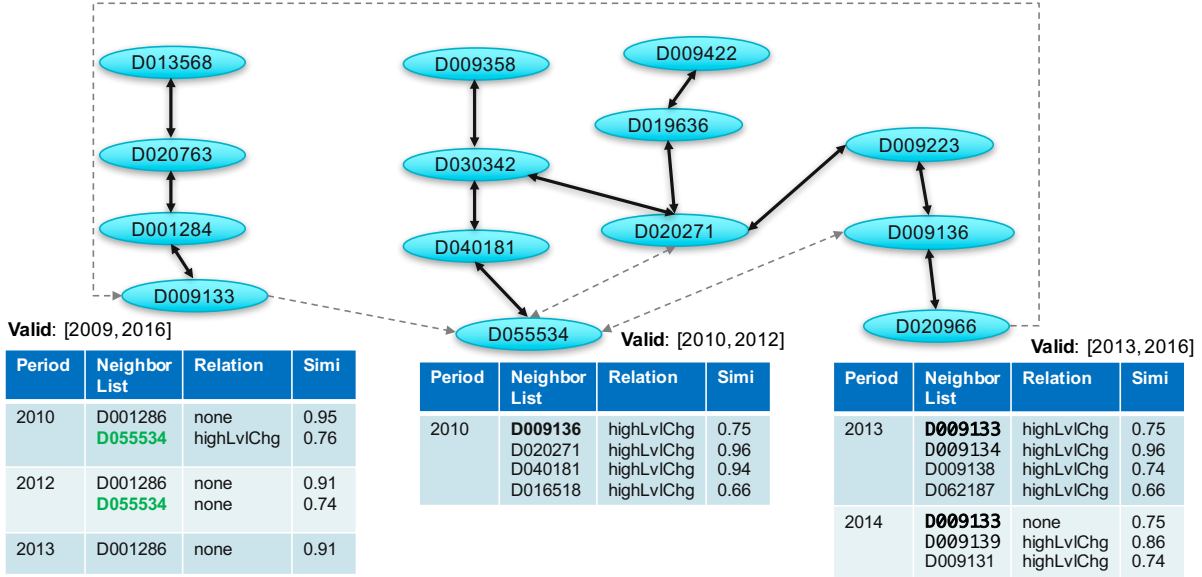 D013568
D009358
D009422
D019636
D020763
D030342
D009223
D001284
D040181
D020271
D009136
D009133
D055534
D020966
Valid: [2009, 2016]
Valid: [2010, 2012]
Valid: [2013, 2016]
Period Neighbor List Relation Simi
2010 D001286 none 0.95
D055534 highLvlChg 0.76
2012 D001286 none 0.91
D055534 none 0.74
2013 D001286 none 0.91
Period Neighbor List Relation Simi
2010 D009136 highLvlChg 0.75
D020271 highLvlChg 0.96
D040181 highLvlChg 0.94
D016518 highLvlChg 0.66
Period Neighbor List Relation Simi
2013 D009133 highLvlChg 0.75
D009134 highLvlChg 0.96
D009138 highLvlChg 0.74
D062187 highLvlChg 0.66
2014 D009133 none 0.75
D009139 highLvlChg 0.86
D009131 highLvlChg 0.74